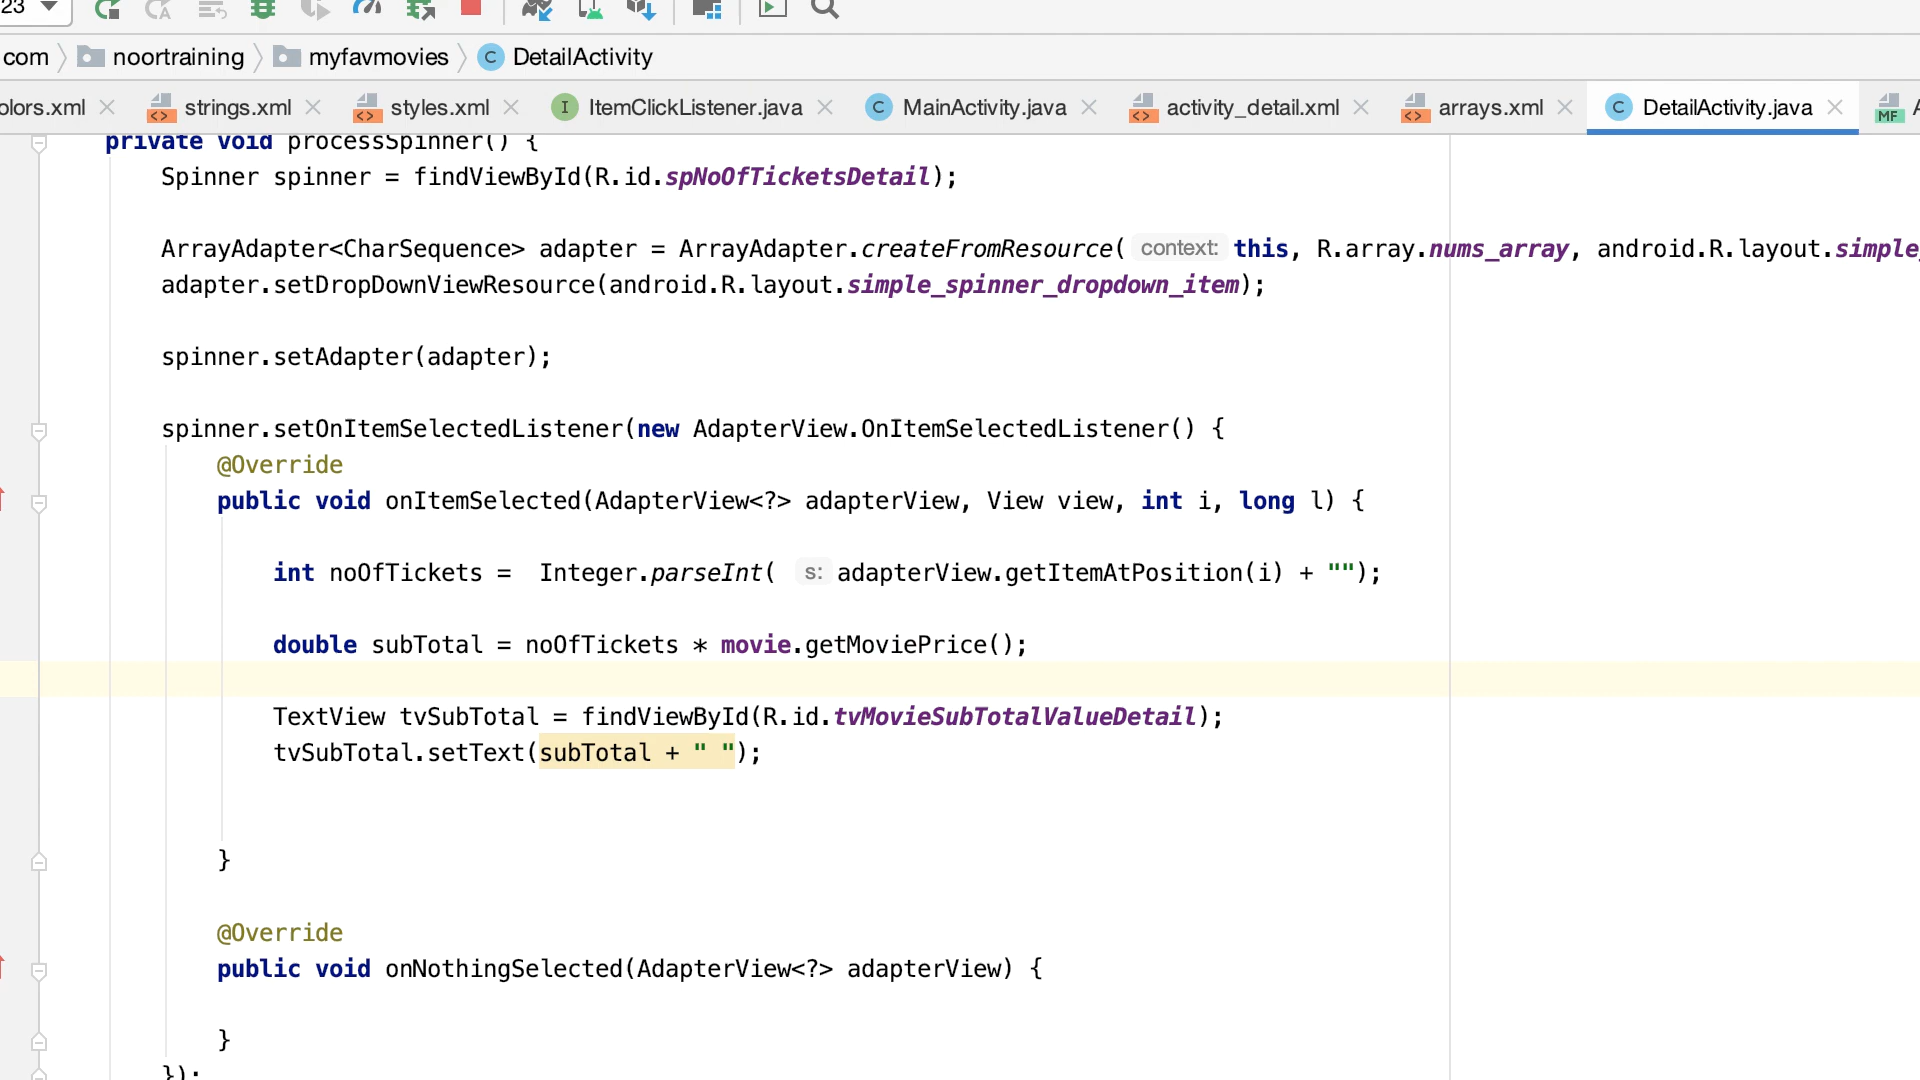 23
com noortraining myfavmovies C DetailActivity
olors.xml strings.xml styles.xml I ItemClickListener.java C MainActivity.java activity_detail.xml arrays.xml C DetailActivity.java MF
private void processSpinner() {
Spinner spinner = findViewById(R.id.spNoOfTicketsDetail);
ArrayAdapter<CharSequence> adapter = ArrayAdapter.createFromResource( context: this, R.array.nums_array, android.R.layout.simple
adapter.setDropDownViewResource(android.R.layout.simple_spinner_dropdown_item);
spinner.setAdapter(adapter);
spinner.setOnItemSelectedListener(new AdapterView.OnItemSelectedListener() {
@Override
public void onItemSelected(AdapterView<?> adapterView, View view, int i, long l) {
int noOfTickets =  Integer.parseInt( s: adapterView.getItemAtPosition(i) + "");
double subTotal = noOfTickets * movie.getMoviePrice();
TextView tvSubTotal = findViewById(R.id.tvMovieSubTotalValueDetail);
tvSubTotal.setText(subTotal + " ");
}
@Override
public void onNothingSelected(AdapterView<?> adapterView) {
}
});